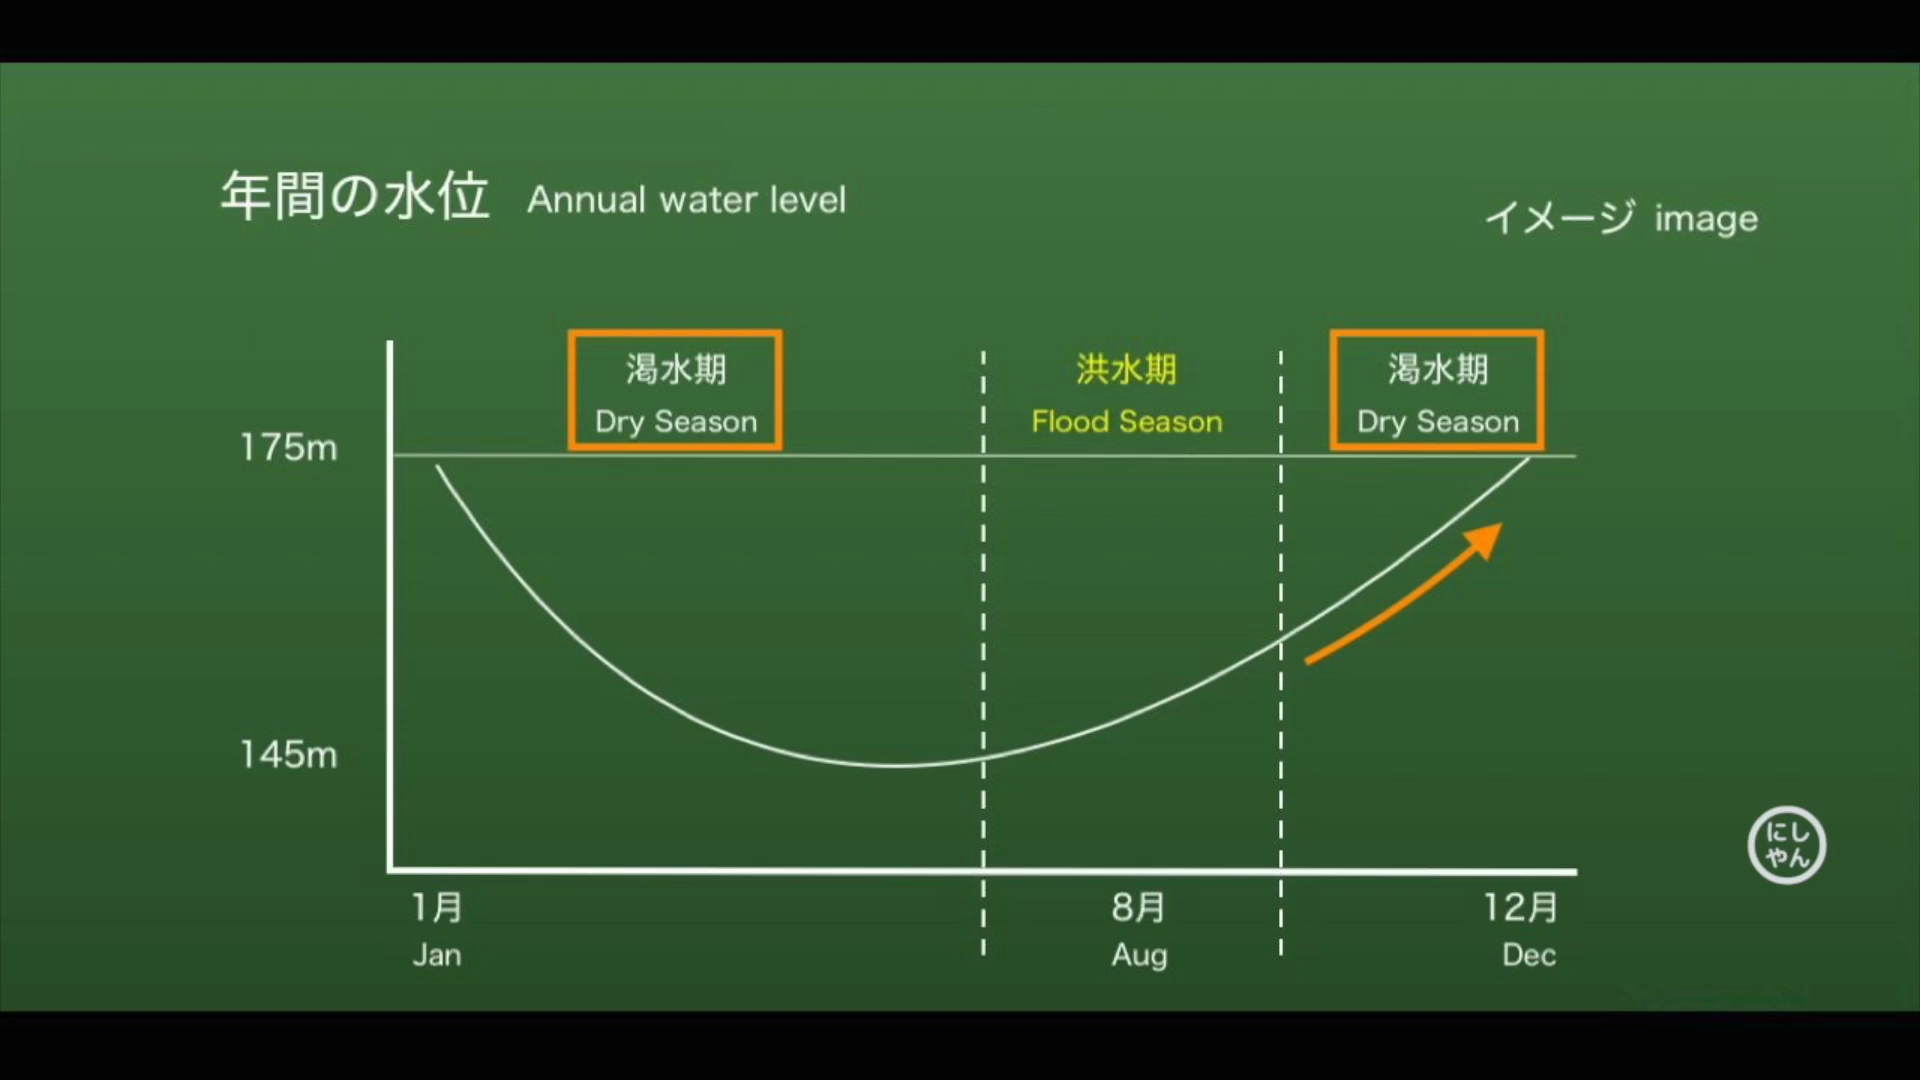 年間の水位 Annual water level
イメージ image
渇水期
Dry Season
洪水期
Flood Season
渇水期
Dry Season
175m
145m
1月
Jan
8月
Aug
12月
Dec
にし
やん